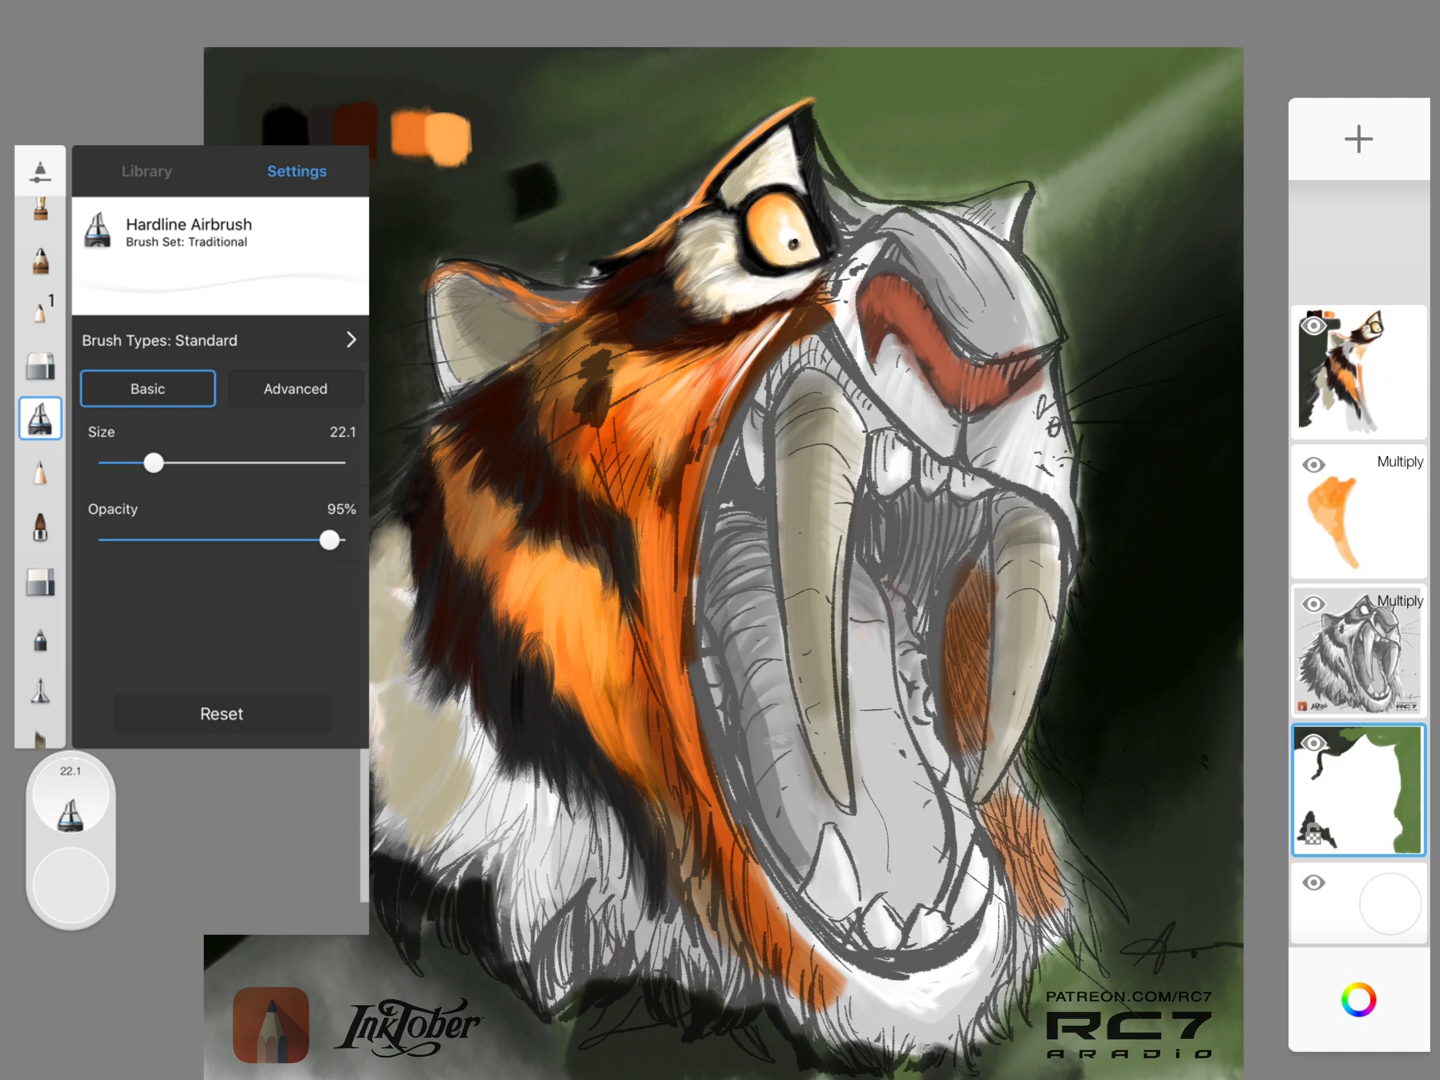 Library Settings
Hardline Airbrush
Brush Set: Traditional
1
Brush Types: Standard
Basic Advanced
Size 22.1
Opacity 95%
Reset
22.1
Multiply
Multiply
InkTober
PATREON.COM/RC7
RC7
ARADiO